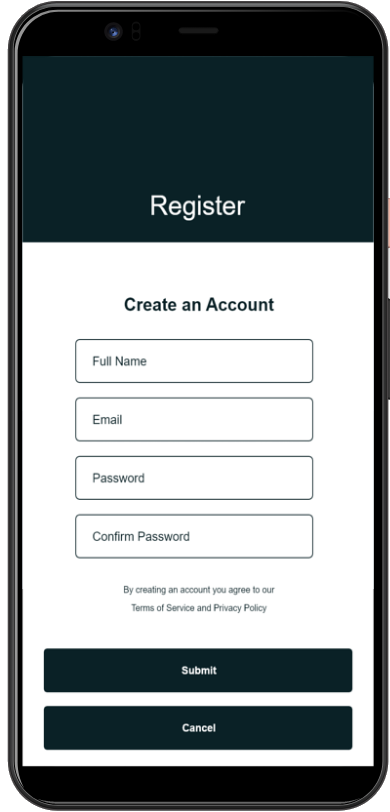 Register
Create an Account
Full Name
Email
Password
Confirm Password
By creating an account you agree to our
Terms of Service and Privacy Policy
Submit
Cancel